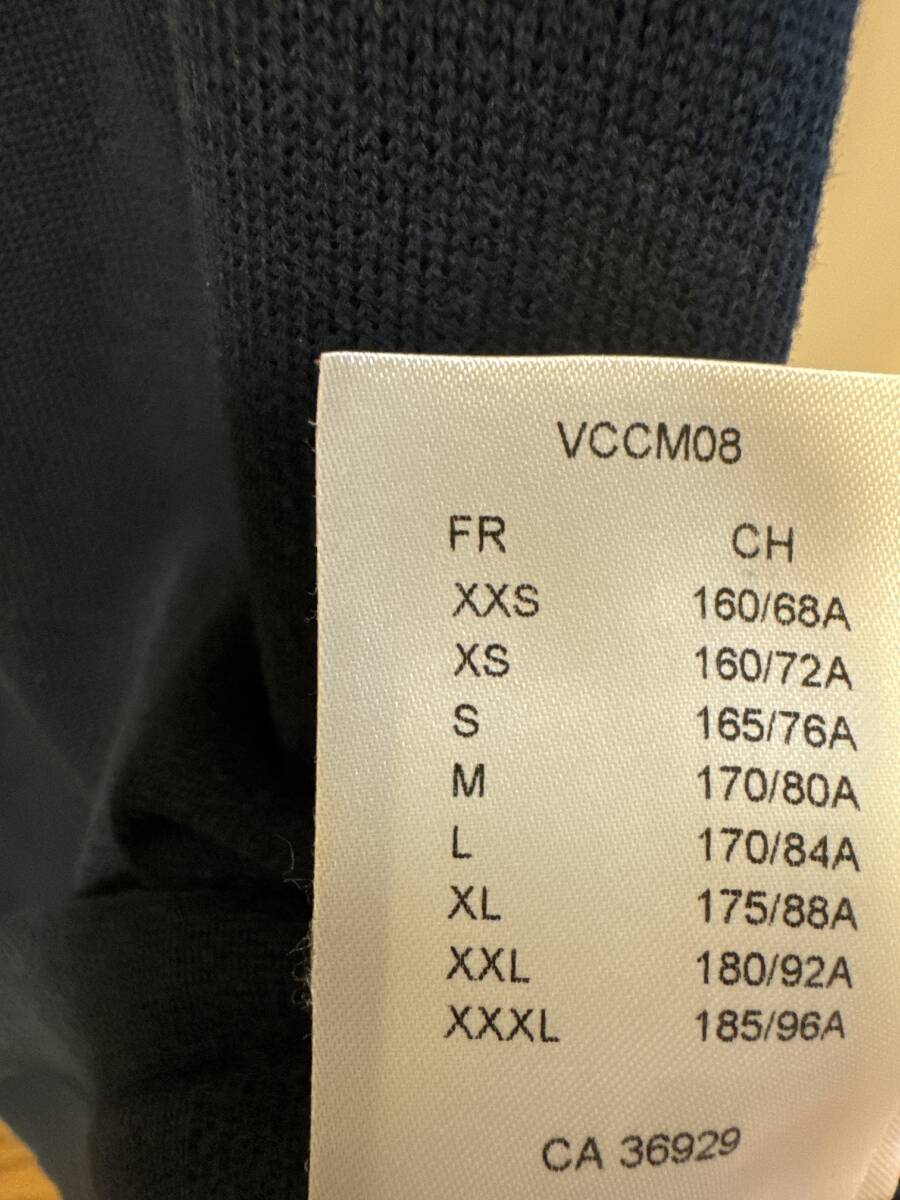 VCCM08
FR CH
XXS 160/68A
XS 160/72A
S 165/76A
M 170/80A
L 170/84A
XL 175/88A
XXL 180/92A
XXXL 185/96A
CA 36929